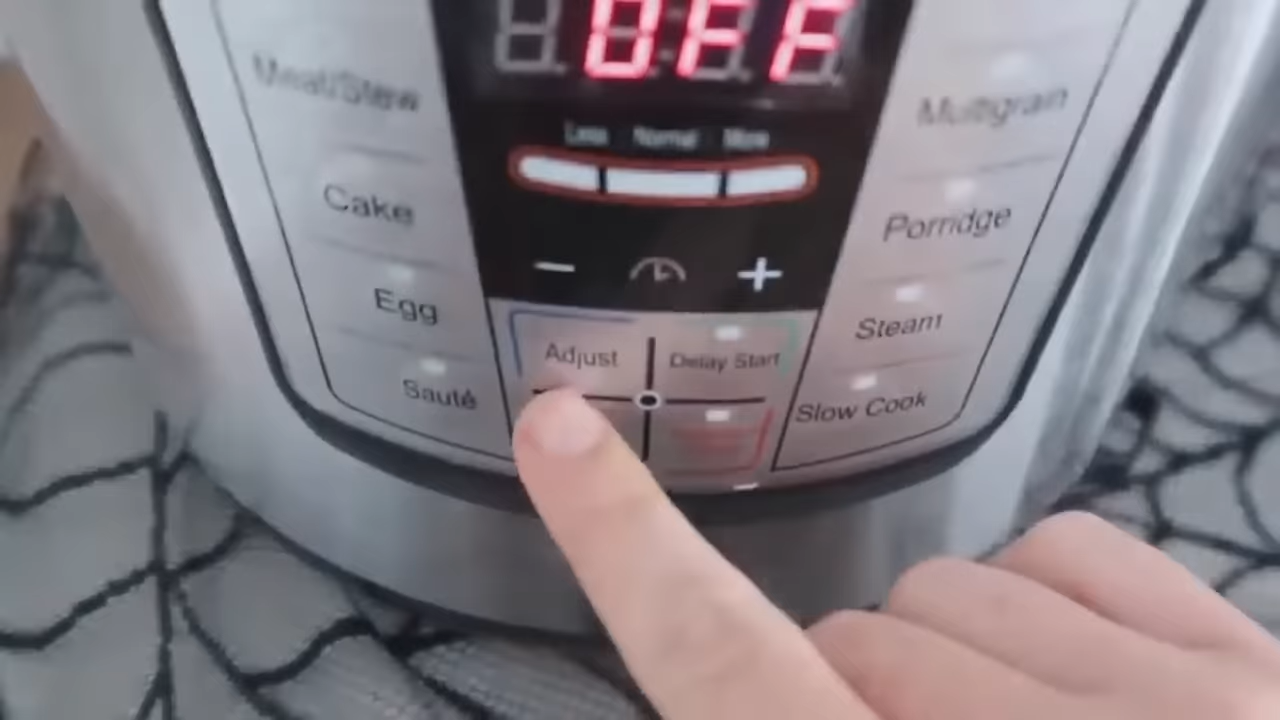 OFF
Meat/Stew
Less Normal More
Multigrain
Cake
Porridge
- +
Egg
Steam
Adjust
Delay Start
Sauté
Slow Cook